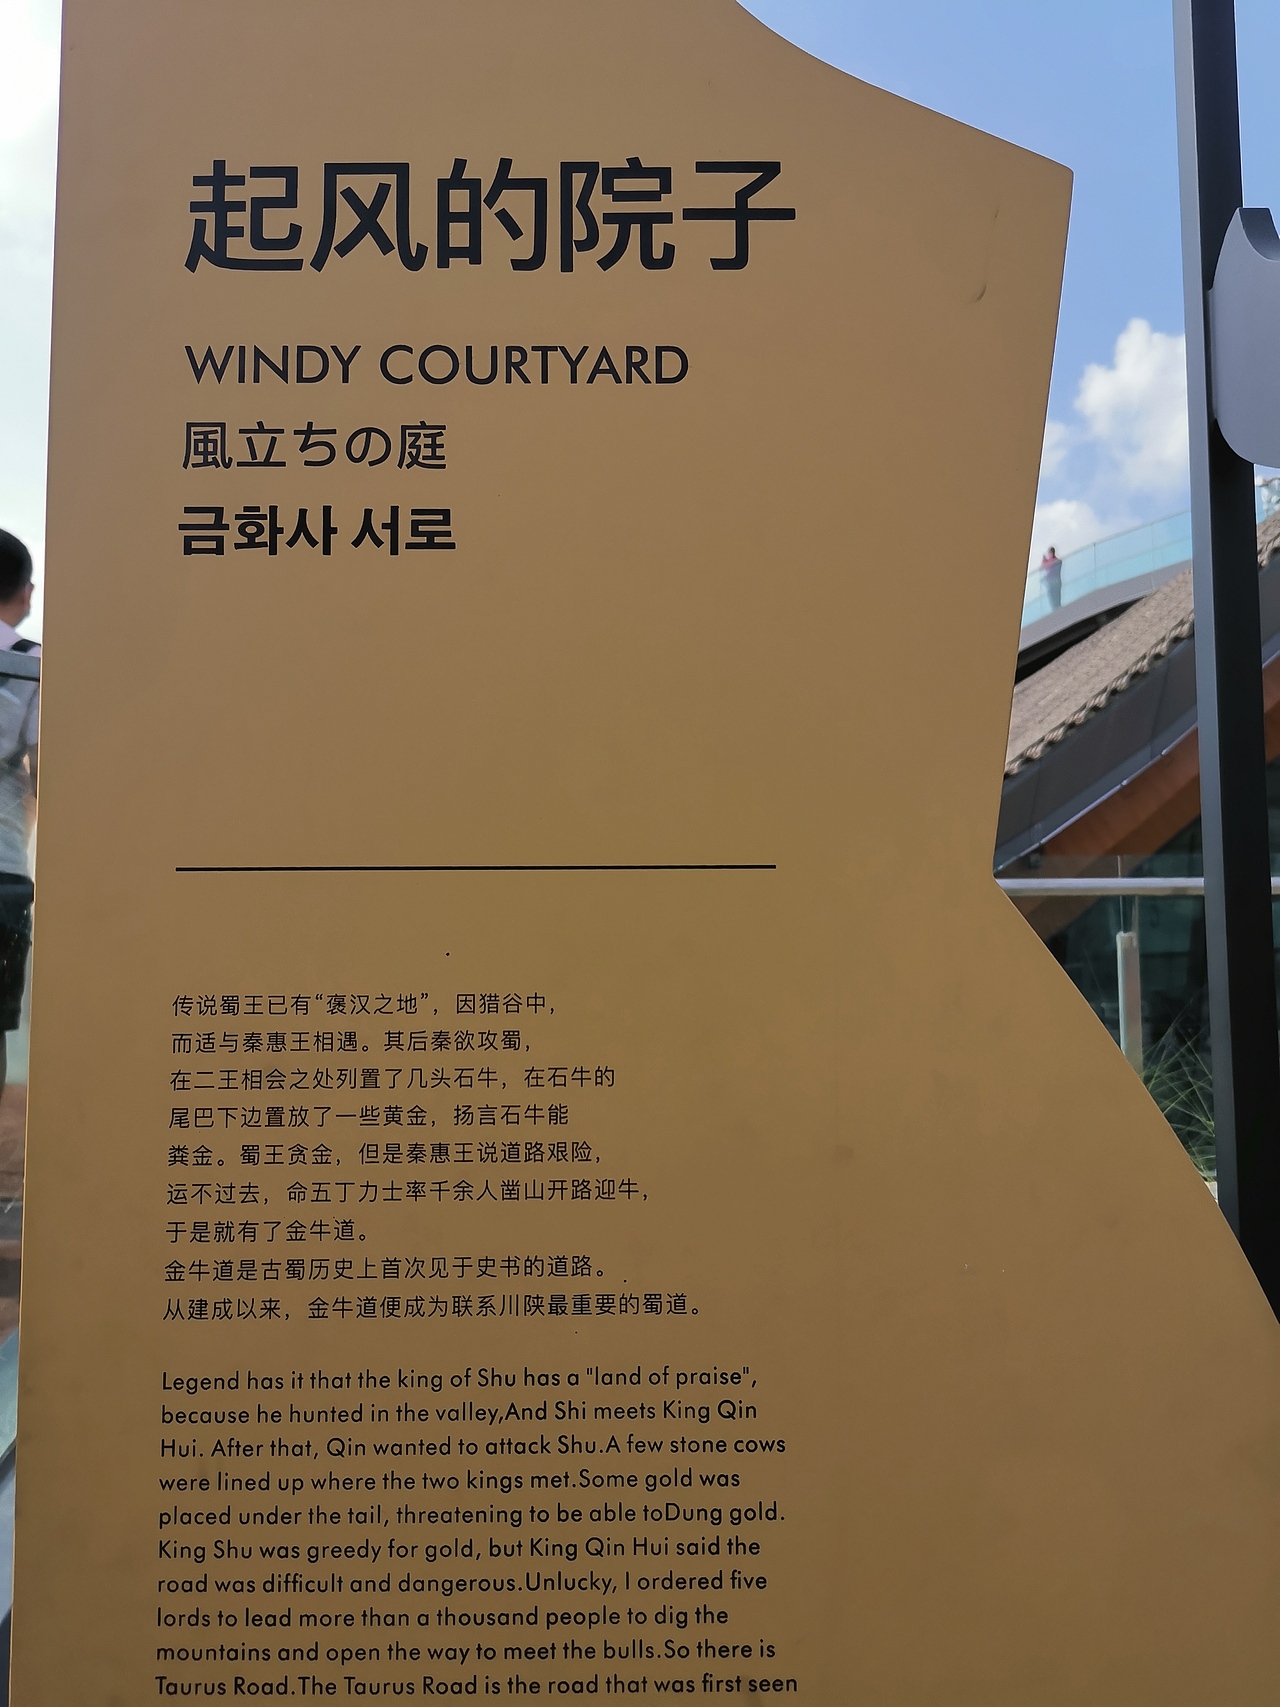 起风的院子
WINDY COURTYARD
風立ちの庭
금화사 서로
传说蜀王已有“褒汉之地”，因猎谷中，
而适与秦惠王相遇。其后秦欲攻蜀，
在二王相会之处列置了几头石牛，在石牛的
尾巴下边置放了一些黄金，扬言石牛能
粪金。蜀王贪金，但是秦惠王说道路艰险，
运不过去，命五丁力士率千余人凿山开路迎牛，
于是就有了金牛道。
金牛道是古蜀历史上首次见于史书的道路。
从建成以来，金牛道便成为联系川陕最重要的蜀道。
Legend has it that the king of Shu has a "land of praise",
because he hunted in the valley,And Shi meets King Qin
Hui. After that, Qin wanted to attack Shu.A few stone cows
were lined up where the two kings met.Some gold was
placed under the tail, threatening to be able toDung gold.
King Shu was greedy for gold, but King Qin Hui said the
road was difficult and dangerous.Unlucky, I ordered five
lords to lead more than a thousand people to dig the
mountains and open the way to meet the bulls.So there is
Taurus Road.The Taurus Road is the road that was first seen